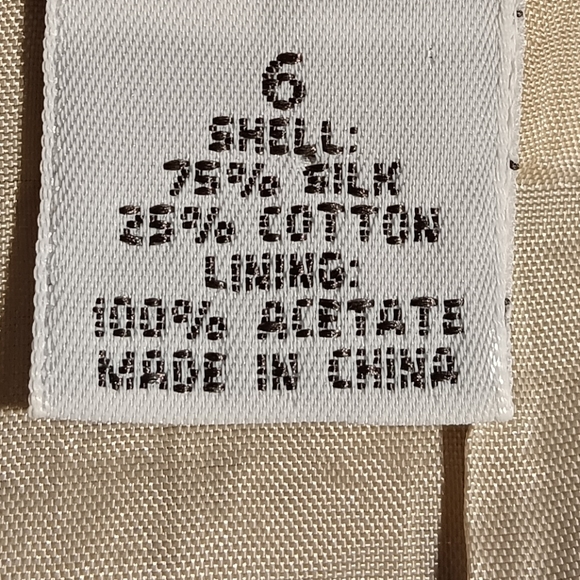 6
SHELL:
75% SILK
25% COTTON
LINING:
100% ACETATE
MADE IN CHINA